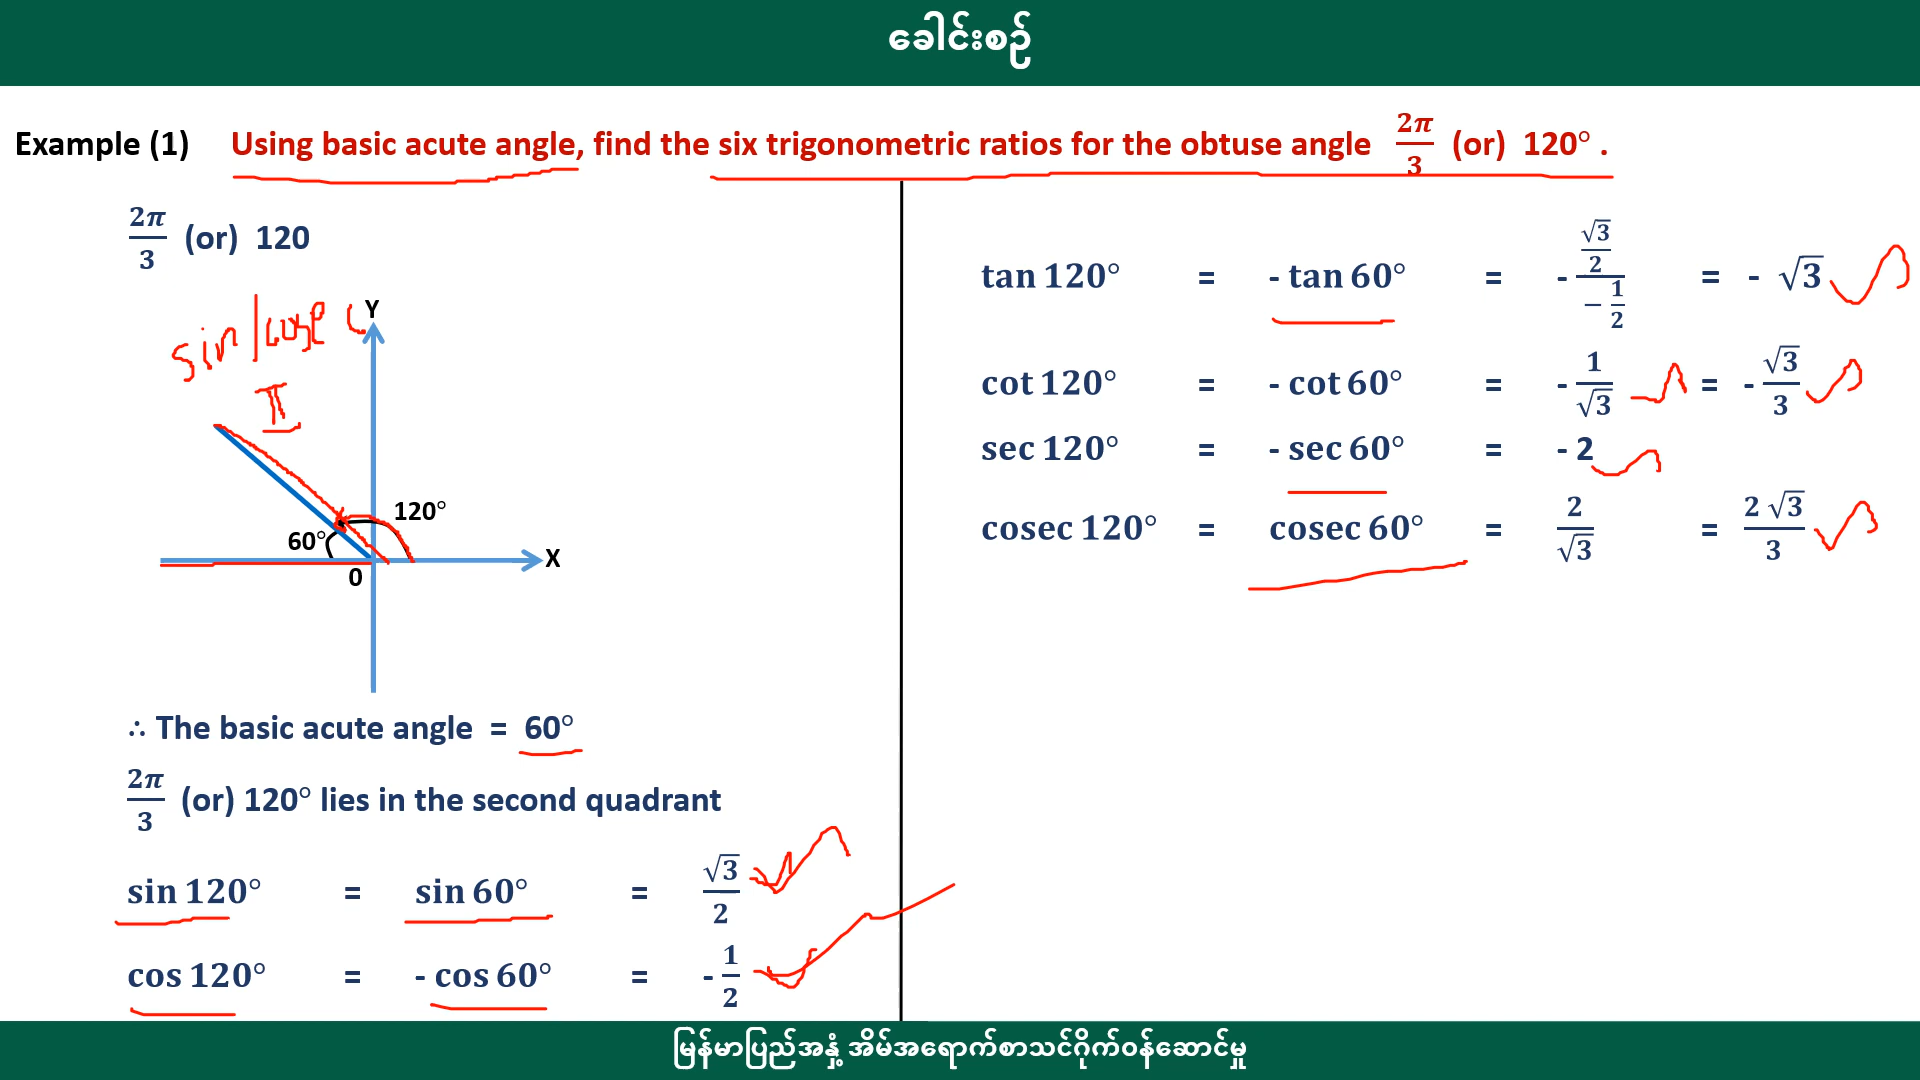 ခေါင်းစဉ်
Example (1) Using basic acute angle, find the six trigonometric ratios for the obtuse angle 2π/3 (or) 120° .
2π/3 (or) 120
sin | cosec
II
Y
120°
60°
X
0
∴ The basic acute angle = 60°
2π/3 (or) 120° lies in the second quadrant
sin 120° = sin 60° = √3/2
cos 120° = - cos 60° = - 1/2
tan 120° = - tan 60° = - (√3/2)/(− 1/2) = - √3
cot 120° = - cot 60° = - 1/√3 = - √3/3
sec 120° = - sec 60° = - 2
cosec 120° = cosec 60° = 2/√3 = 2 √3/3
မြန်မာပြည်အနှံ့ အိမ်အရောက်စာသင်ဂိုက်ဝန်ဆောင်မှု